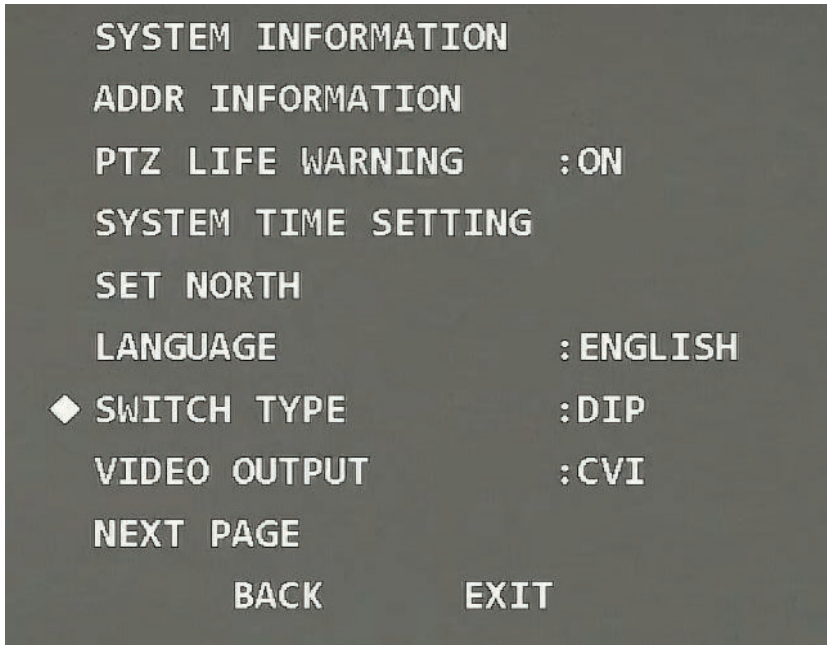 SYSTEM INFORMATION
ADDR INFORMATION
PTZ LIFE WARNING :ON
SYSTEM TIME SETTING
SET NORTH
LANGUAGE :ENGLISH
SWITCH TYPE :DIP
VIDEO OUTPUT :CVI
NEXT PAGE
BACK EXIT